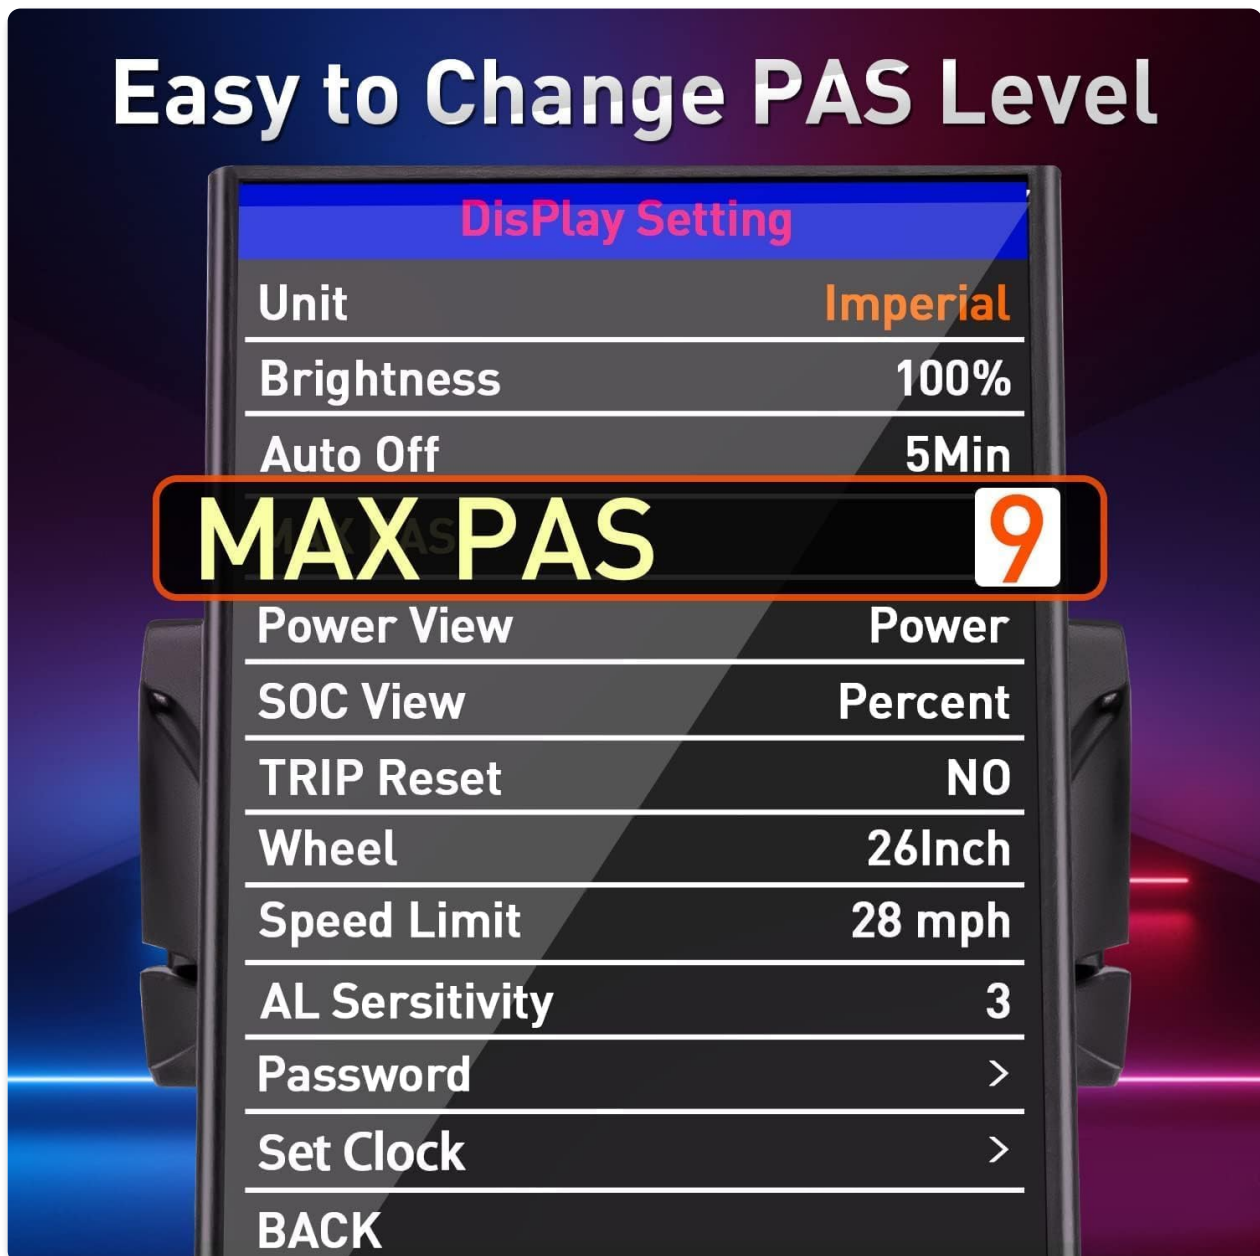 Easy to Change PAS Level
DisPlay Setting
Unit Imperial
Brightness 100%
Auto Off 5Min
MAX PAS 9
Power View Power
SOC View Percent
TRIP Reset NO
Wheel 26Inch
Speed Limit 28 mph
AL Sersitivity 3
Password >
Set Clock >
BACK